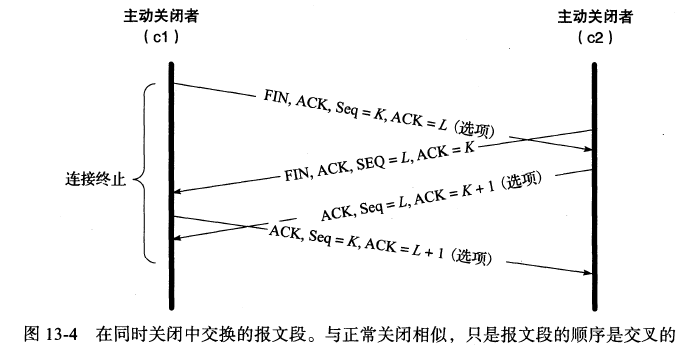 主动关闭者 主动关闭者
(c1) (c2)
FIN, ACK, Seq = K, ACK = L (选项)
FIN, ACK, SEQ = L, ACK = K
连接终止
ACK, Seq = L, ACK = K + 1 (选项)
ACK, Seq = K, ACK = L + 1 (选项)
图 13-4 在同时关闭中交换的报文段。与正常关闭相似，只是报文段的顺序是交叉的